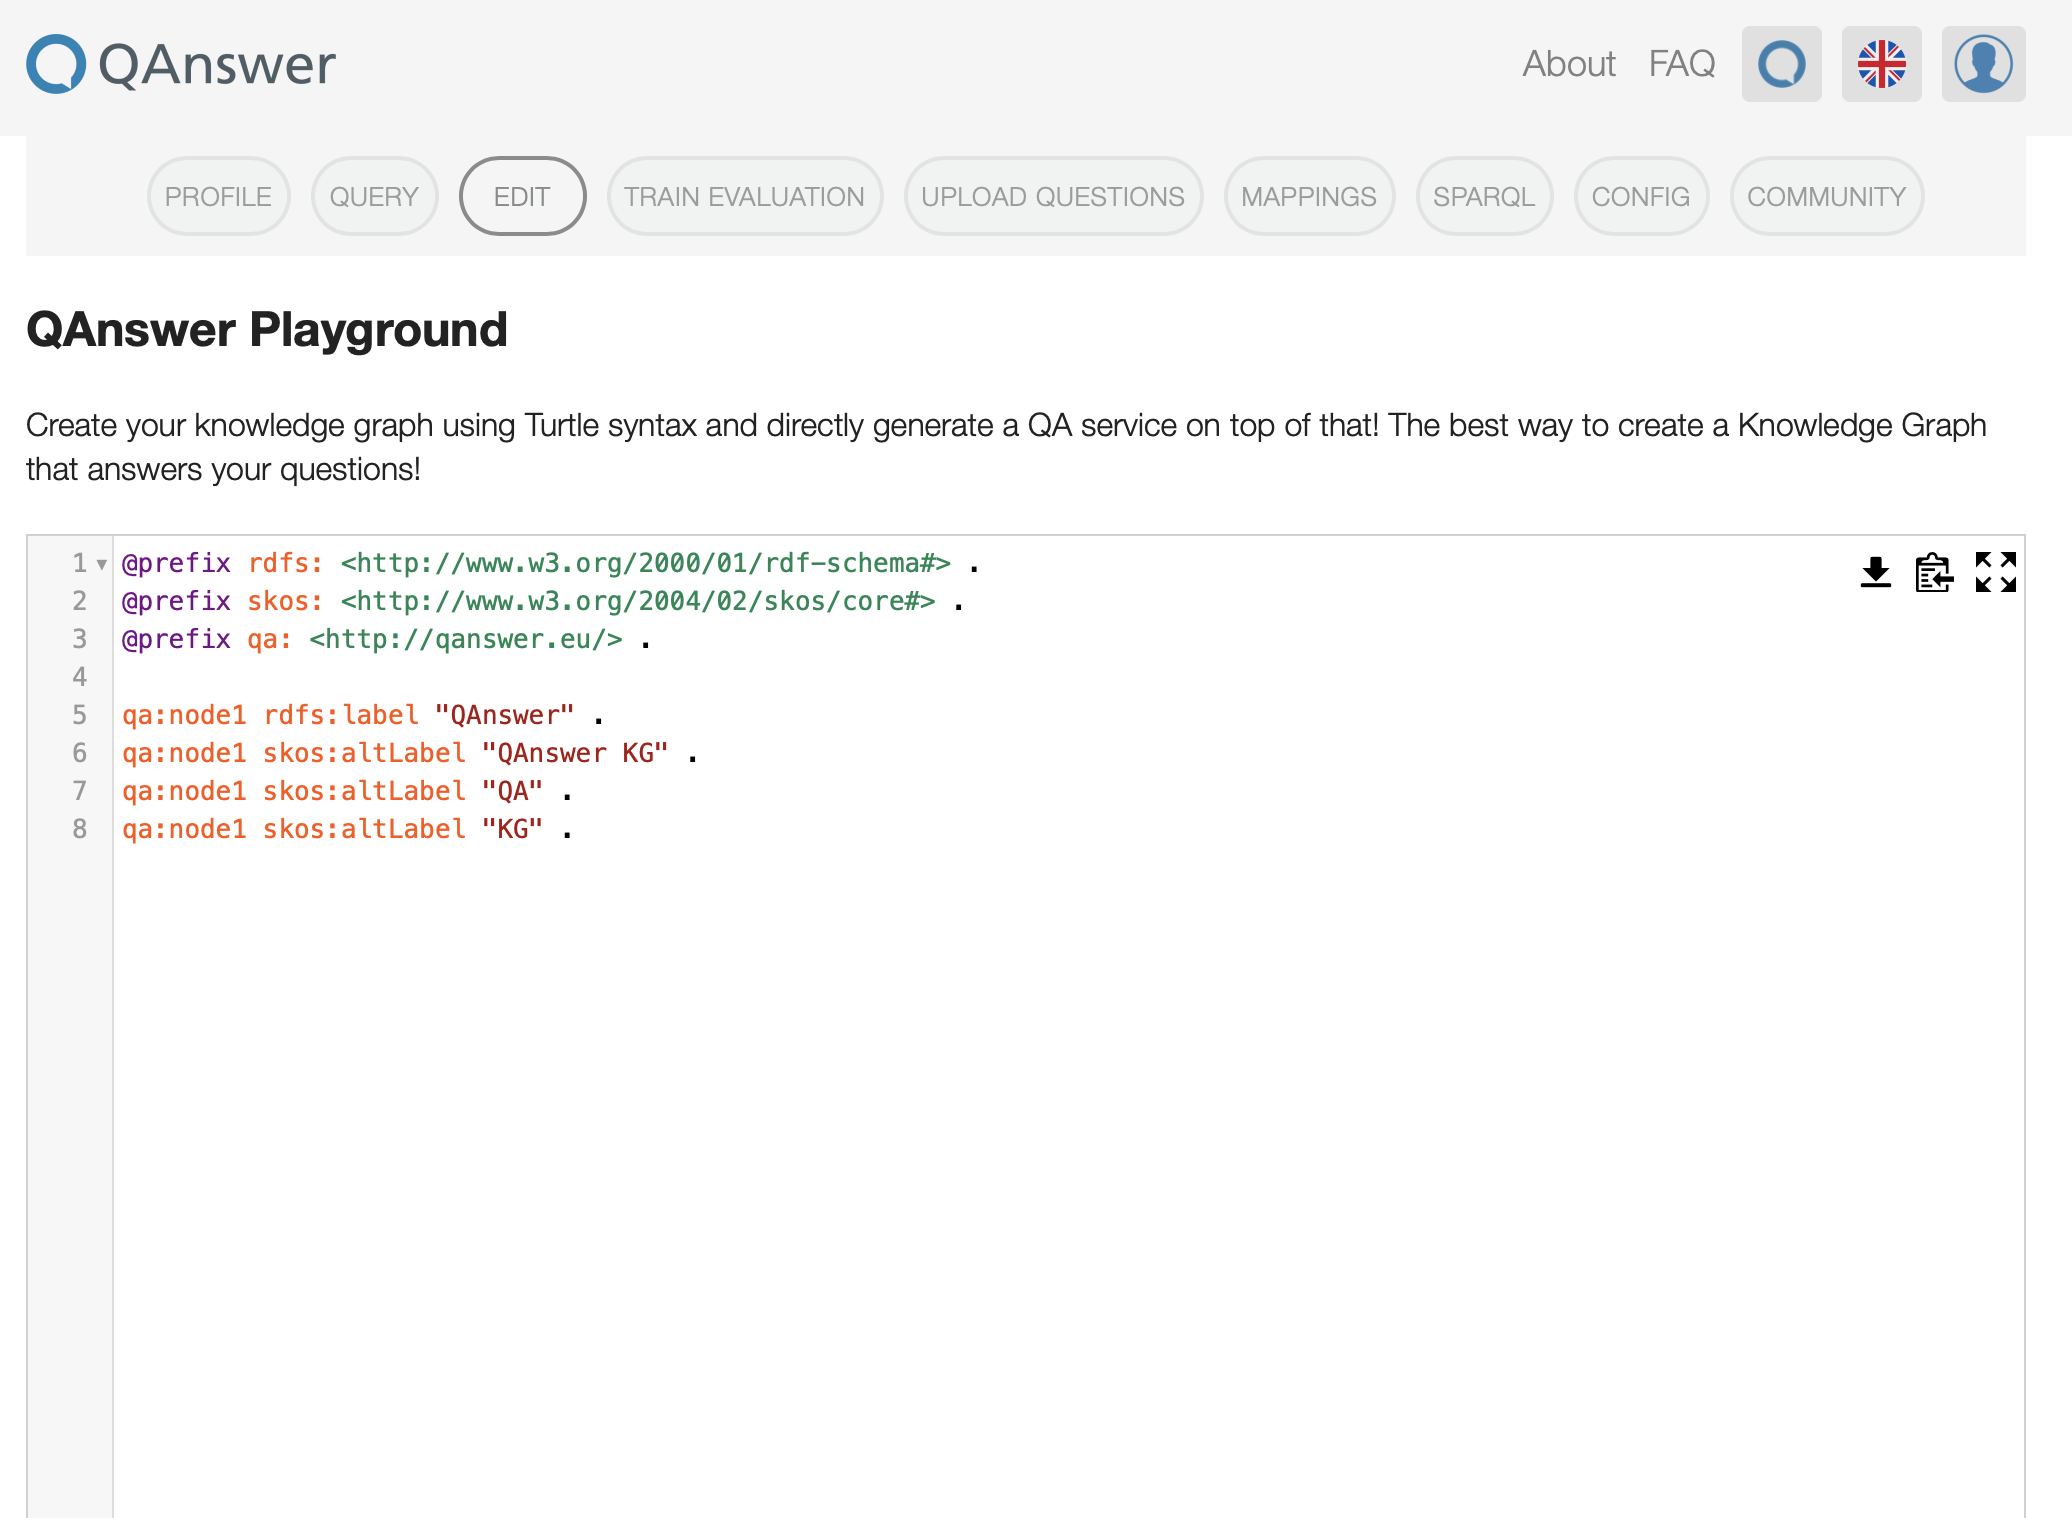 QAnswer
About FAQ
PROFILE QUERY EDIT TRAIN EVALUATION UPLOAD QUESTIONS MAPPINGS SPARQL CONFIG COMMUNITY
QAnswer Playground
Create your knowledge graph using Turtle syntax and directly generate a QA service on top of that! The best way to create a Knowledge Graph
that answers your questions!
1 @prefix rdfs: <http://www.w3.org/2000/01/rdf-schema#> .
2 @prefix skos: <http://www.w3.org/2004/02/skos/core#> .
3 @prefix qa: <http://qanswer.eu/> .
4
5 qa:node1 rdfs:label "QAnswer" .
6 qa:node1 skos:altLabel "QAnswer KG" .
7 qa:node1 skos:altLabel "QA" .
8 qa:node1 skos:altLabel "KG" .